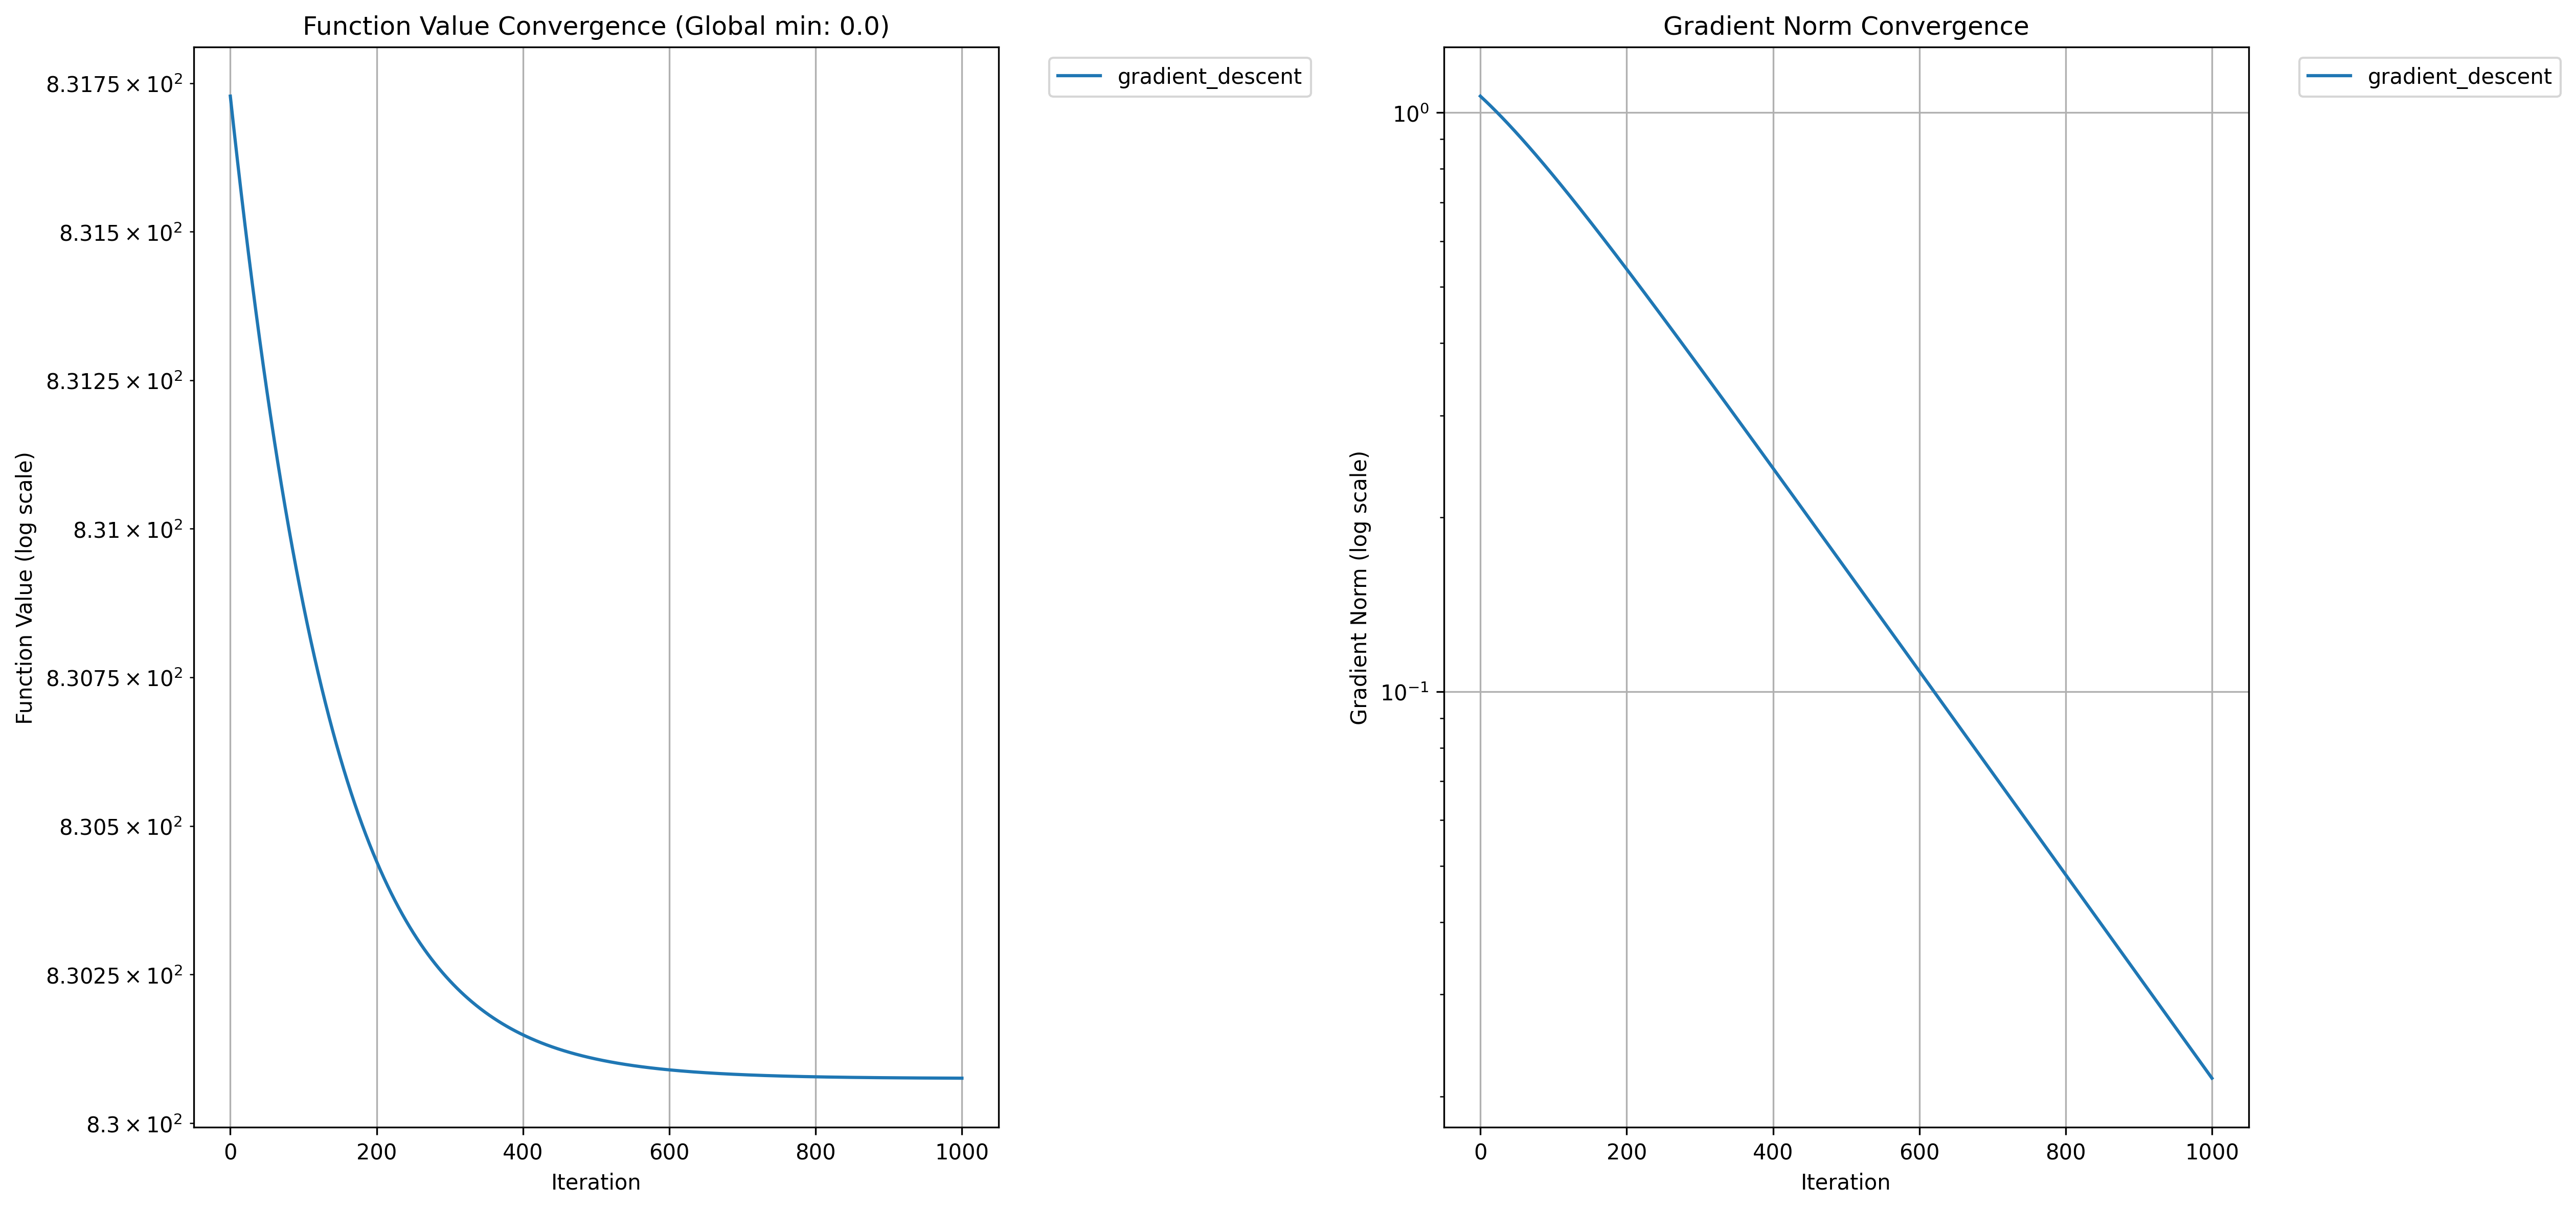 Function Value Convergence (Global min: 0.0)
8.3175 × 10²
8.315 × 10²
8.3125 × 10²
8.31 × 10²
8.3075 × 10²
8.305 × 10²
8.3025 × 10²
8.3 × 10²
Function Value (log scale)
0 200 400 600 800 1000
Iteration
gradient_descent
Gradient Norm Convergence
10⁰
10⁻¹
Gradient Norm (log scale)
0 200 400 600 800 1000
Iteration
gradient_descent